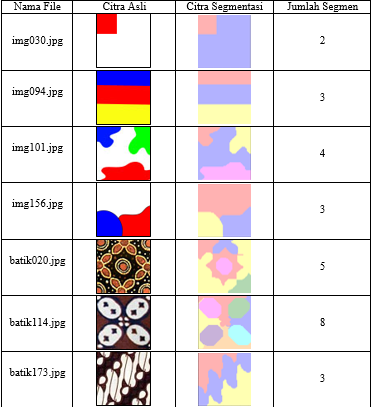 Nama File Citra Asli Citra Segmentasi Jumlah Segmen
img030.jpg 2
img094.jpg 3
img101.jpg 4
img156.jpg 3
batik020.jpg 5
batik114.jpg 8
batik173.jpg 3